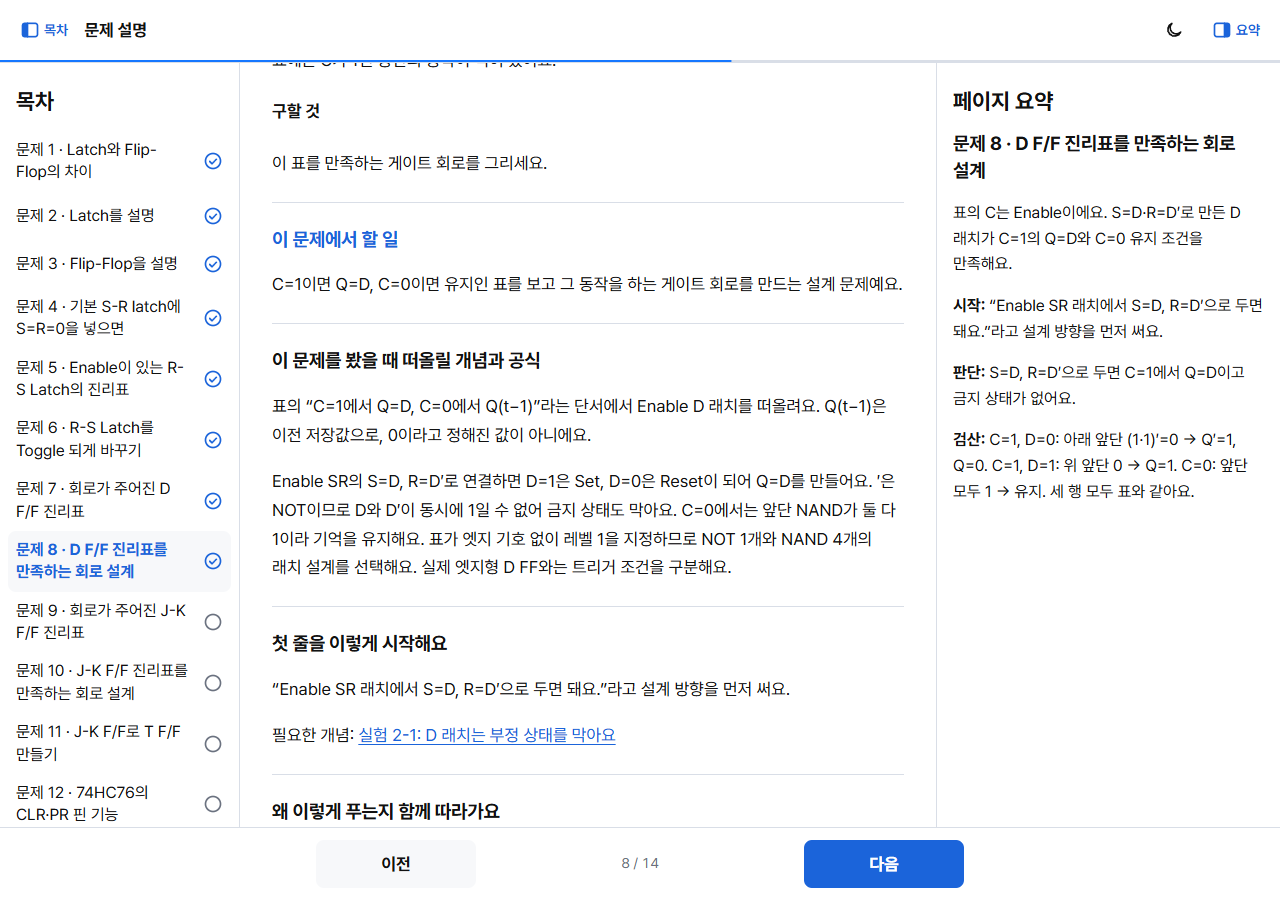 목차
문제 설명
요약
목차
문제 1 · Latch와 Flip-
Flop의 차이
문제 2 · Latch를 설명
문제 3 · Flip-Flop을 설명
문제 4 · 기본 S-R latch에
S=R=0을 넣으면
문제 5 · Enable이 있는 R-
S Latch의 진리표
문제 6 · R-S Latch를
Toggle 되게 바꾸기
문제 7 · 회로가 주어진 D
F/F 진리표
문제 8 · D F/F 진리표를
만족하는 회로 설계
문제 9 · 회로가 주어진 J-K
F/F 진리표
문제 10 · J-K F/F 진리표를
만족하는 회로 설계
문제 11 · J-K F/F로 T F/F
만들기
문제 12 · 74HC76의
CLR·PR 핀 기능
구할 것
이 표를 만족하는 게이트 회로를 그리세요.
이 문제에서 할 일
C=1이면 Q=D, C=0이면 유지인 표를 보고 그 동작을 하는 게이트 회로를 만드는 설계 문제예요.
이 문제를 봤을 때 떠올릴 개념과 공식
표의 “C=1에서 Q=D, C=0에서 Q(t−1)”라는 단서에서 Enable D 래치를 떠올려요. Q(t−1)은
이전 저장값으로, 0이라고 정해진 값이 아니에요.
Enable SR의 S=D, R=D′로 연결하면 D=1은 Set, D=0은 Reset이 되어 Q=D를 만들어요. ′은
NOT이므로 D와 D′이 동시에 1일 수 없어 금지 상태도 막아요. C=0에서는 앞단 NAND가 둘 다
1이라 기억을 유지해요. 표가 엣지 기호 없이 레벨 1을 지정하므로 NOT 1개와 NAND 4개의
래치 설계를 선택해요. 실제 엣지형 D FF와는 트리거 조건을 구분해요.
첫 줄을 이렇게 시작해요
“Enable SR 래치에서 S=D, R=D′으로 두면 돼요.”라고 설계 방향을 먼저 써요.
필요한 개념: 실험 2-1: D 래치는 부정 상태를 막아요
왜 이렇게 푸는지 함께 따라가요
페이지 요약
문제 8 · D F/F 진리표를 만족하는 회로
설계
표의 C는 Enable이에요. S=D·R=D′로 만든 D
래치가 C=1의 Q=D와 C=0 유지 조건을
만족해요.
시작: “Enable SR 래치에서 S=D, R=D′으로 두면
돼요.”라고 설계 방향을 먼저 써요.
판단: S=D, R=D′으로 두면 C=1에서 Q=D이고
금지 상태가 없어요.
검산: C=1, D=0: 아래 앞단 (1·1)′=0 → Q′=1,
Q=0. C=1, D=1: 위 앞단 0 → Q=1. C=0: 앞단
모두 1 → 유지. 세 행 모두 표와 같아요.
이전
8 / 14
다음